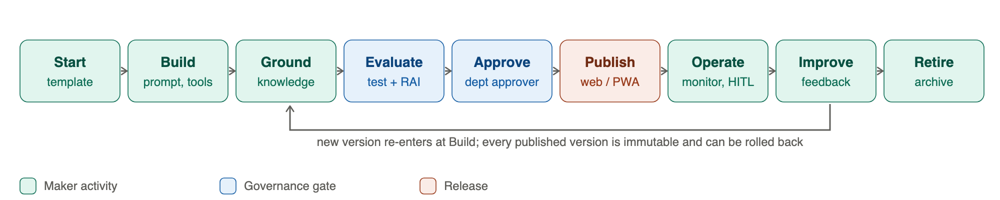 Start
template
Build
prompt, tools
Ground
knowledge
Evaluate
test + RAI
Approve
dept approver
Publish
web / PWA
Operate
monitor, HITL
Improve
feedback
Retire
archive
new version re-enters at Build; every published version is immutable and can be rolled back
Maker activity
Governance gate
Release